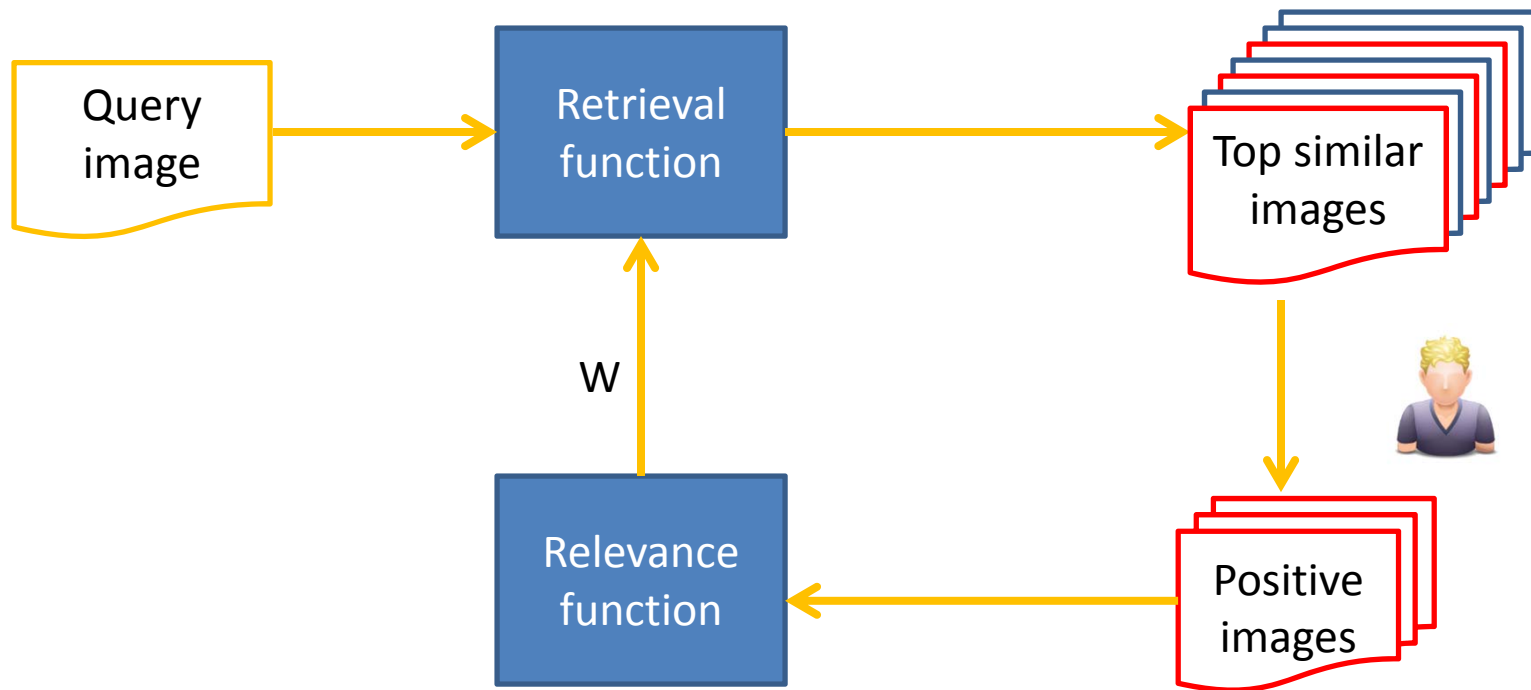 Query
image
Retrieval
function
Top similar
images
W
Relevance
function
Positive
images